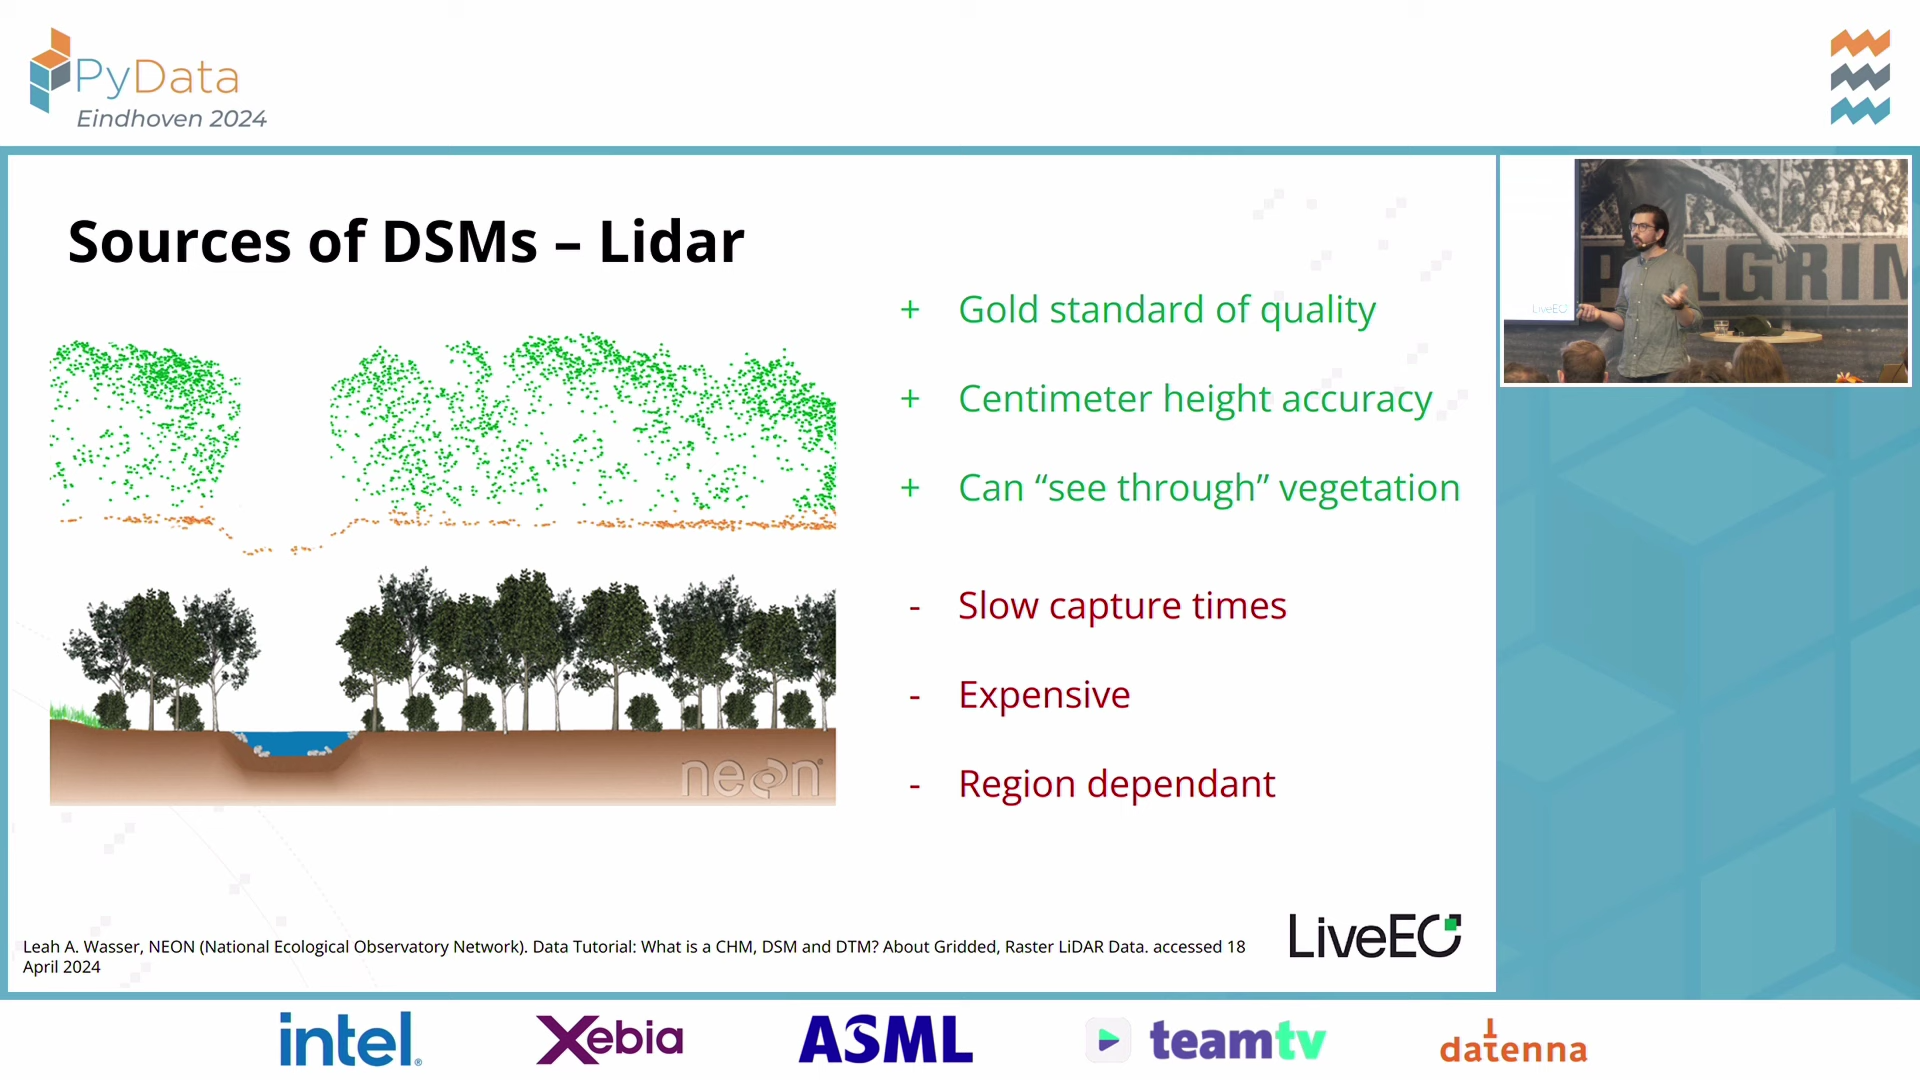 PyData
Eindhoven 2024
Sources of DSMs – Lidar
+ Gold standard of quality
+ Centimeter height accuracy
+ Can “see through” vegetation
- Slow capture times
- Expensive
- Region dependant
neon
Leah A. Wasser, NEON (National Ecological Observatory Network). Data Tutorial: What is a CHM, DSM and DTM? About Gridded, Raster LiDAR Data. accessed 18
April 2024
LiveEO
LiveEO
intel.
Xebia
ASML
teamtv
datenna